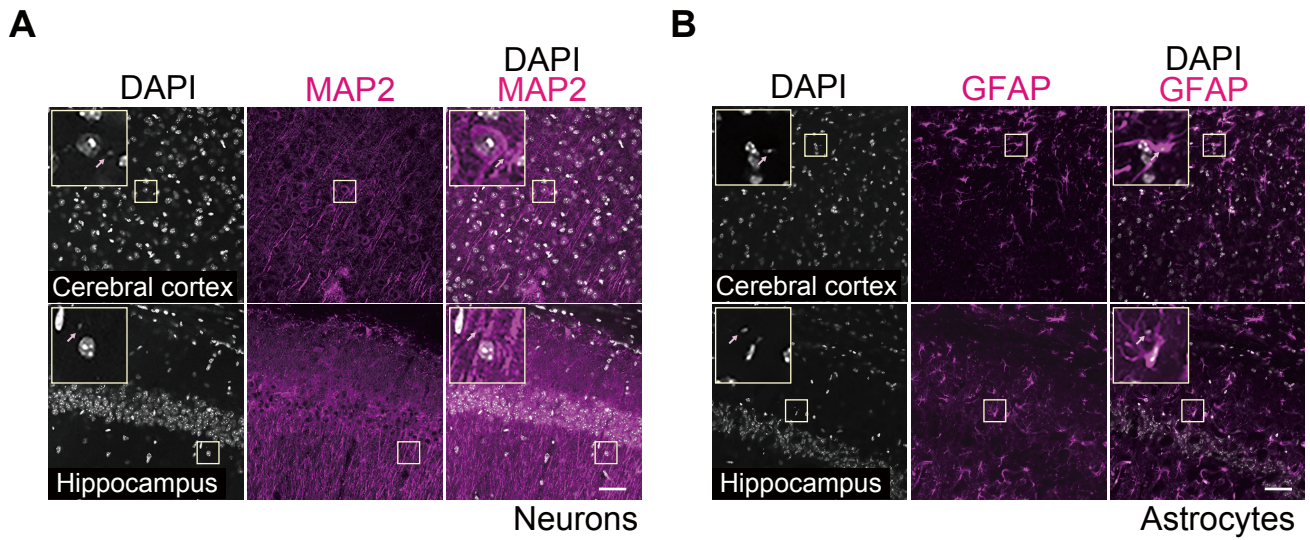 A
DAPI
MAP2
DAPI
MAP2
Cerebral cortex
Hippocampus
Neurons
B
DAPI
GFAP
DAPI
GFAP
Cerebral cortex
Hippocampus
Astrocytes